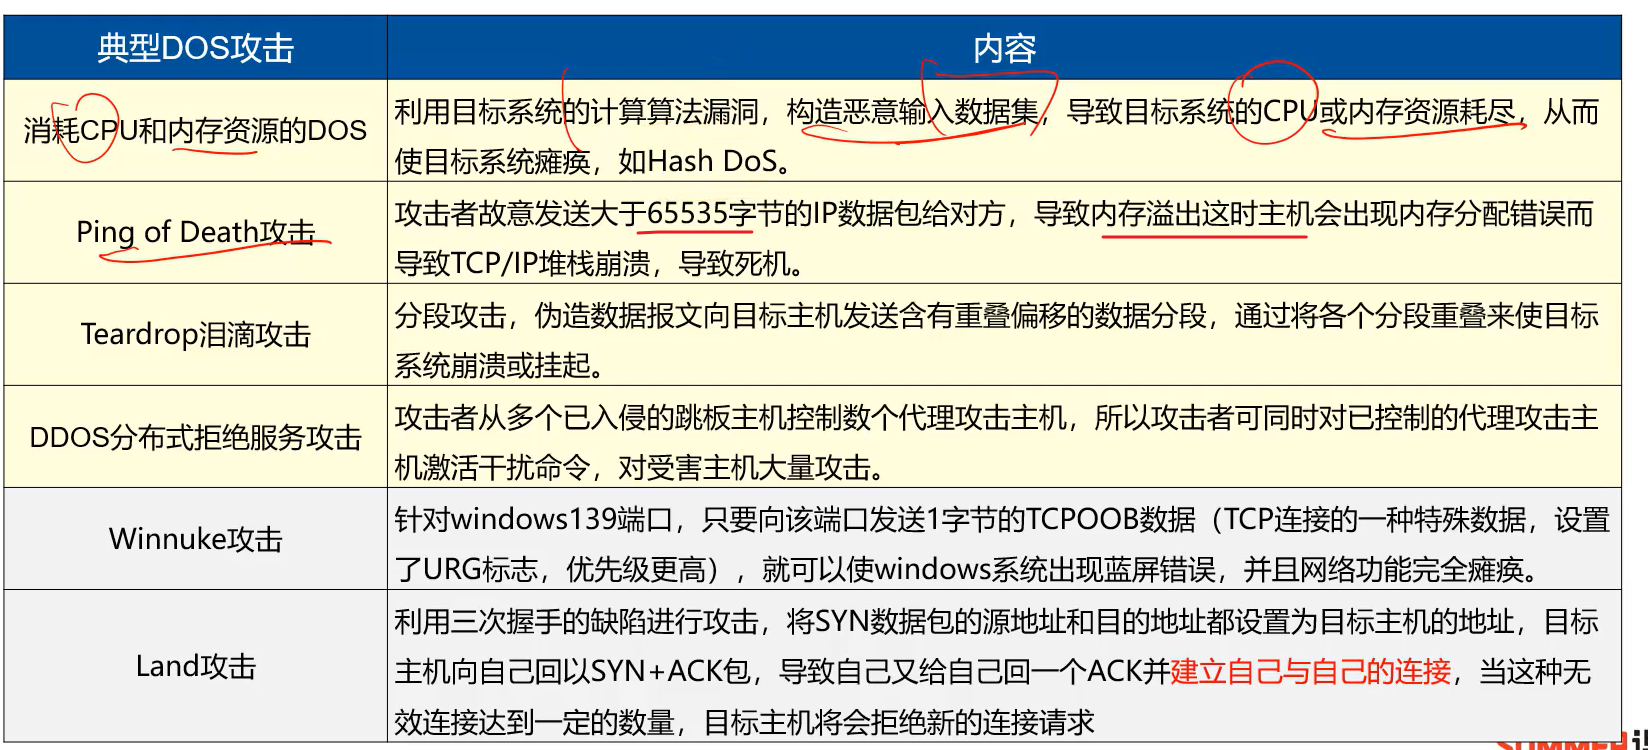 典型DOS攻击
内容
消耗CPU和内存资源的DOS
利用目标系统的计算算法漏洞，构造恶意输入数据集，导致目标系统的CPU或内存资源耗尽，从而
使目标系统瘫痪，如Hash DoS。
Ping of Death攻击
攻击者故意发送大于65535字节的IP数据包给对方，导致内存溢出这时主机会出现内存分配错误而
导致TCP/IP堆栈崩溃，导致死机。
Teardrop泪滴攻击
分段攻击，伪造数据报文向目标主机发送含有重叠偏移的数据分段，通过将各个分段重叠来使目标
系统崩溃或挂起。
DDOS分布式拒绝服务攻击
攻击者从多个已入侵的跳板主机控制数个代理攻击主机，所以攻击者可同时对已控制的代理攻击主
机激活干扰命令，对受害主机大量攻击。
Winnuke攻击
针对windows139端口，只要向该端口发送1字节的TCPOOB数据（TCP连接的一种特殊数据，设置
了URG标志，优先级更高），就可以使windows系统出现蓝屏错误，并且网络功能完全瘫痪。
Land攻击
利用三次握手的缺陷进行攻击，将SYN数据包的源地址和目的地址都设置为目标主机的地址，目标
主机向自己回以SYN+ACK包，导致自己又给自己回一个ACK并建立自己与自己的连接，当这种无
效连接达到一定的数量，目标主机将会拒绝新的连接请求